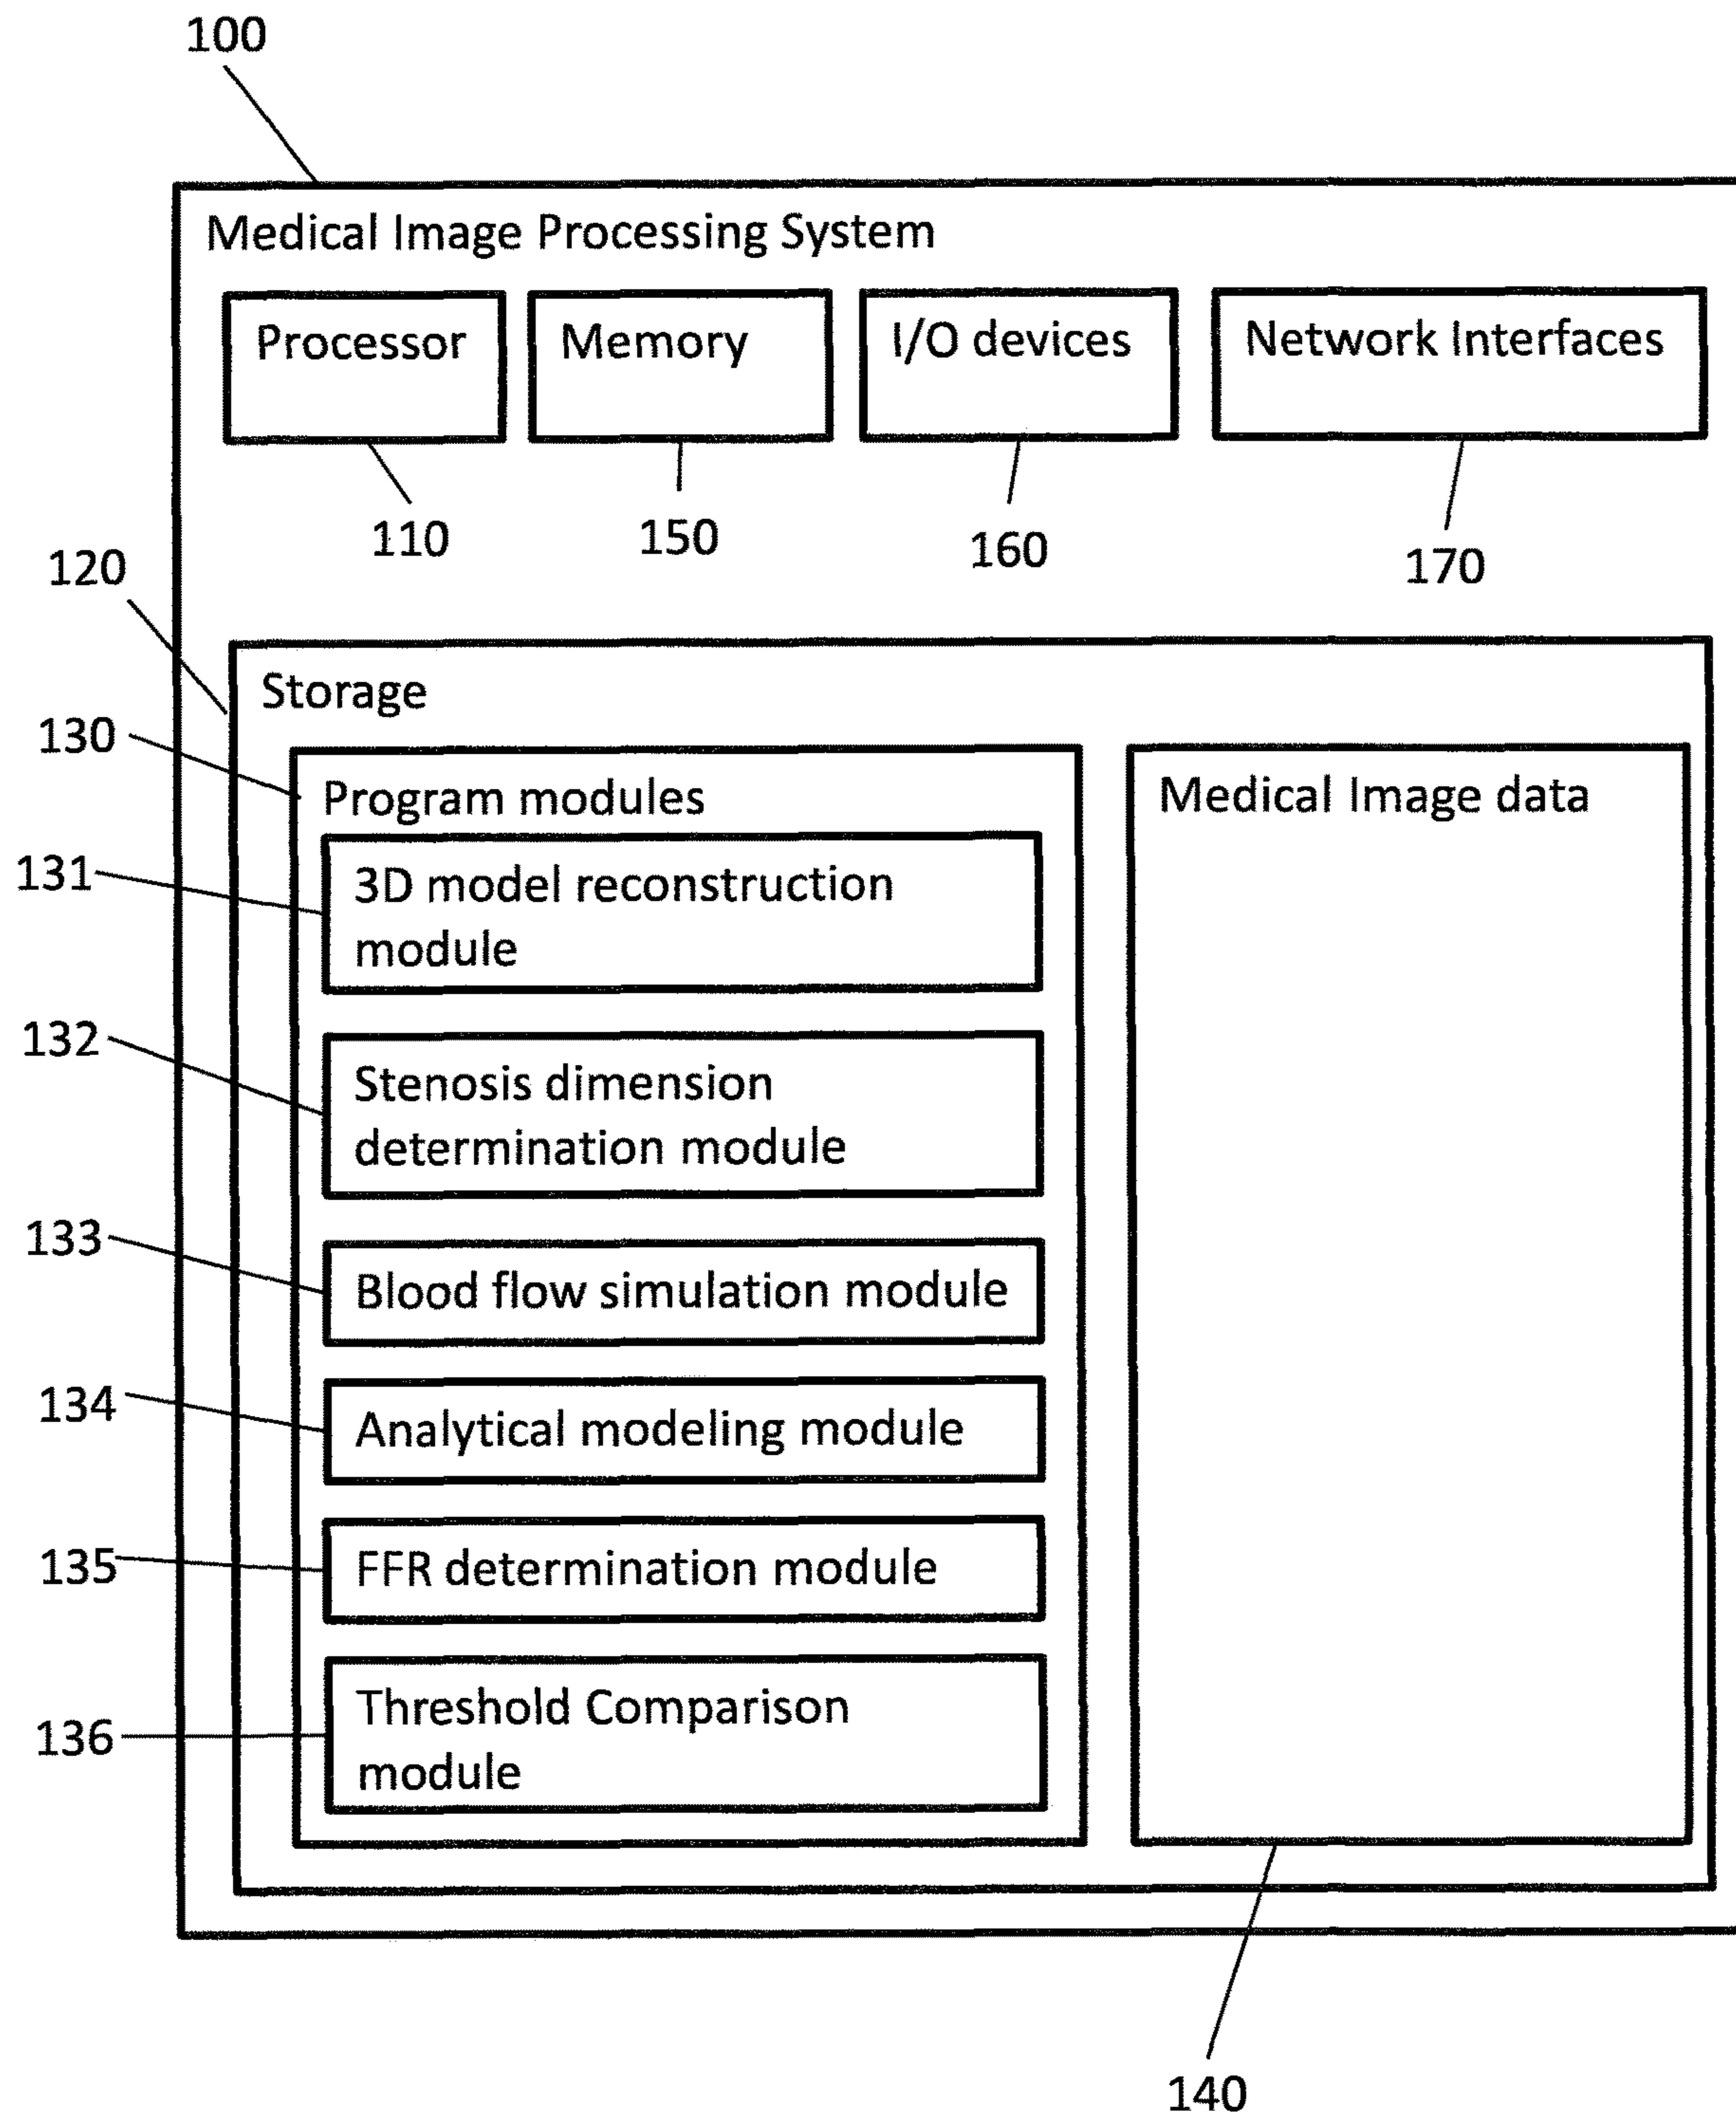 100
Medical Image Processing System
Processor
Memory
I/O devices
Network Interfaces
110
150
160
170
120
Storage
130
Program modules
Medical Image data
131
3D model reconstruction
module
132
Stenosis dimension
determination module
133
Blood flow simulation module
134
Analytical modeling module
135
FFR determination module
136
Threshold Comparison
module
140